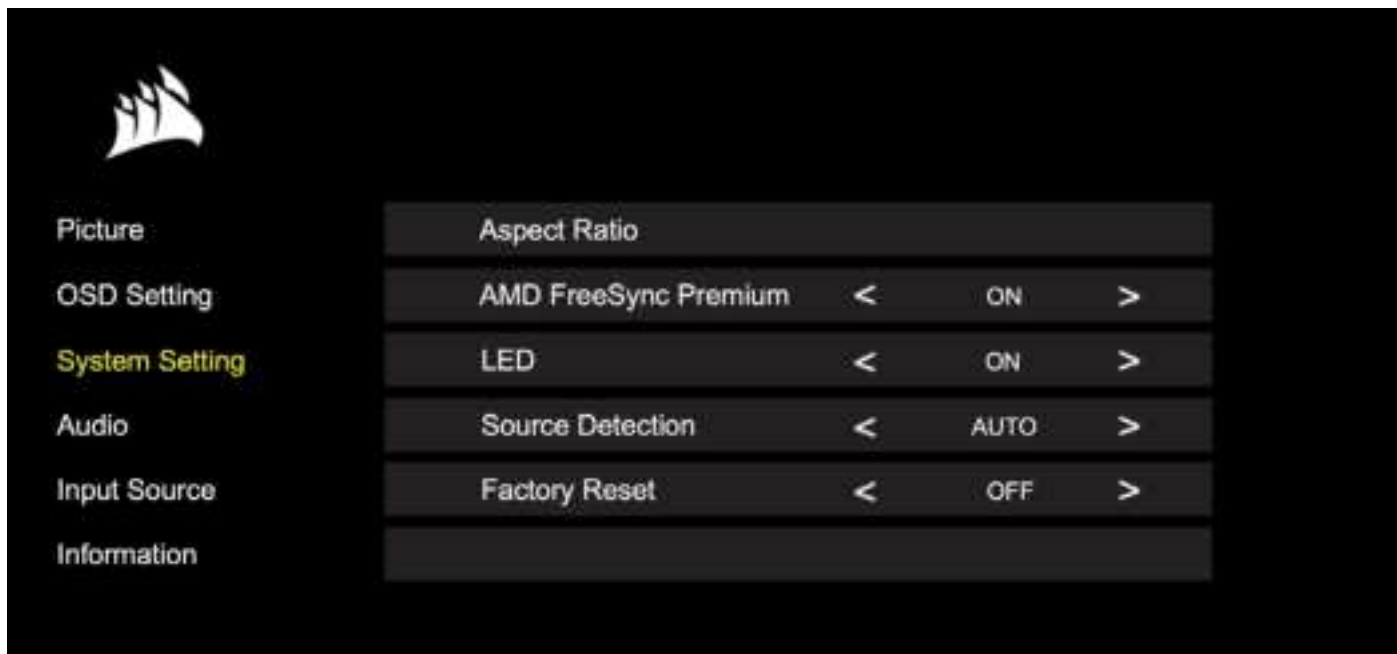 Picture Aspect Ratio
OSD Setting AMD FreeSync Premium < ON >
System Setting LED < ON >
Audio Source Detection < AUTO >
Input Source Factory Reset < OFF >
Information